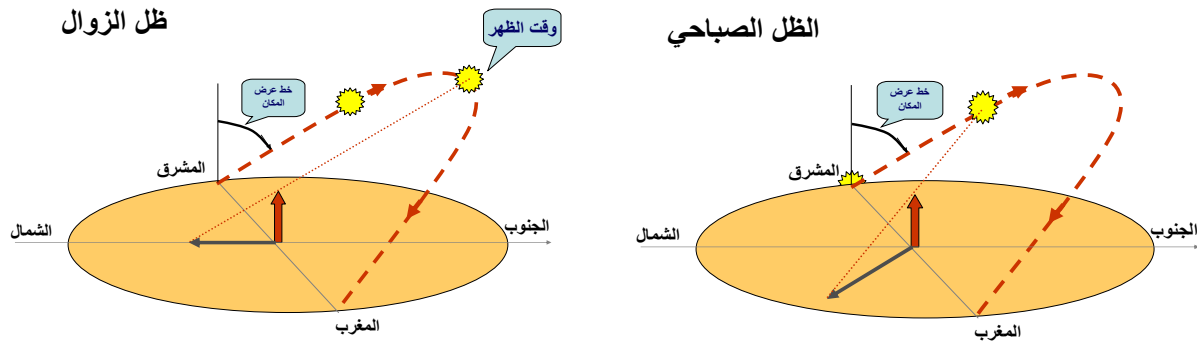 الظل الصباحي
خط عرض
المكان
المشرق
الجنوب
الشمال
المغرب
ظل الزوال
وقت الظهر
خط عرض
المكان
المشرق
الجنوب
الشمال
المغرب